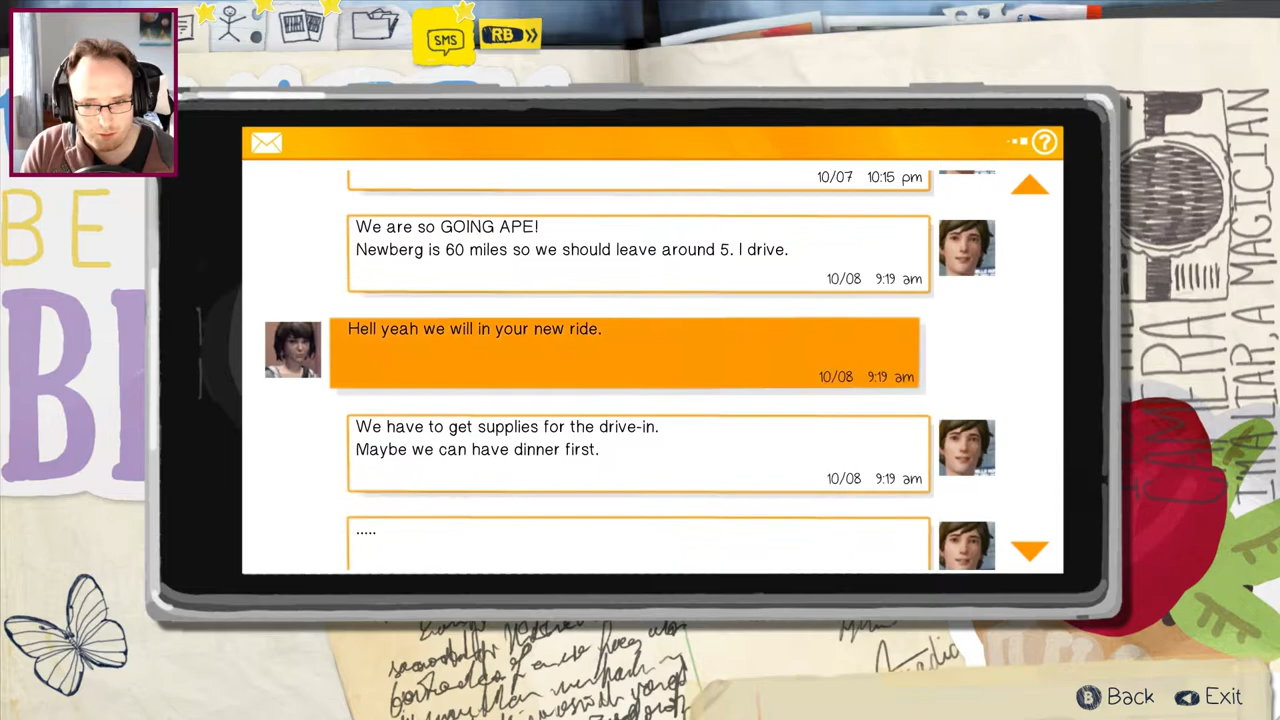 SMS
RB
10/07 10:15 pm
We are so GOING APE!
Newberg is 60 miles so we should leave around 5. I drive.
10/08 9:19 am
Hell yeah we will in your new ride.
10/08 9:19 am
We have to get supplies for the drive-in.
Maybe we can have dinner first.
10/08 9:19 am
.....
BE
CAMERA
LIAR, A MAGICIAN
B Back
Exit